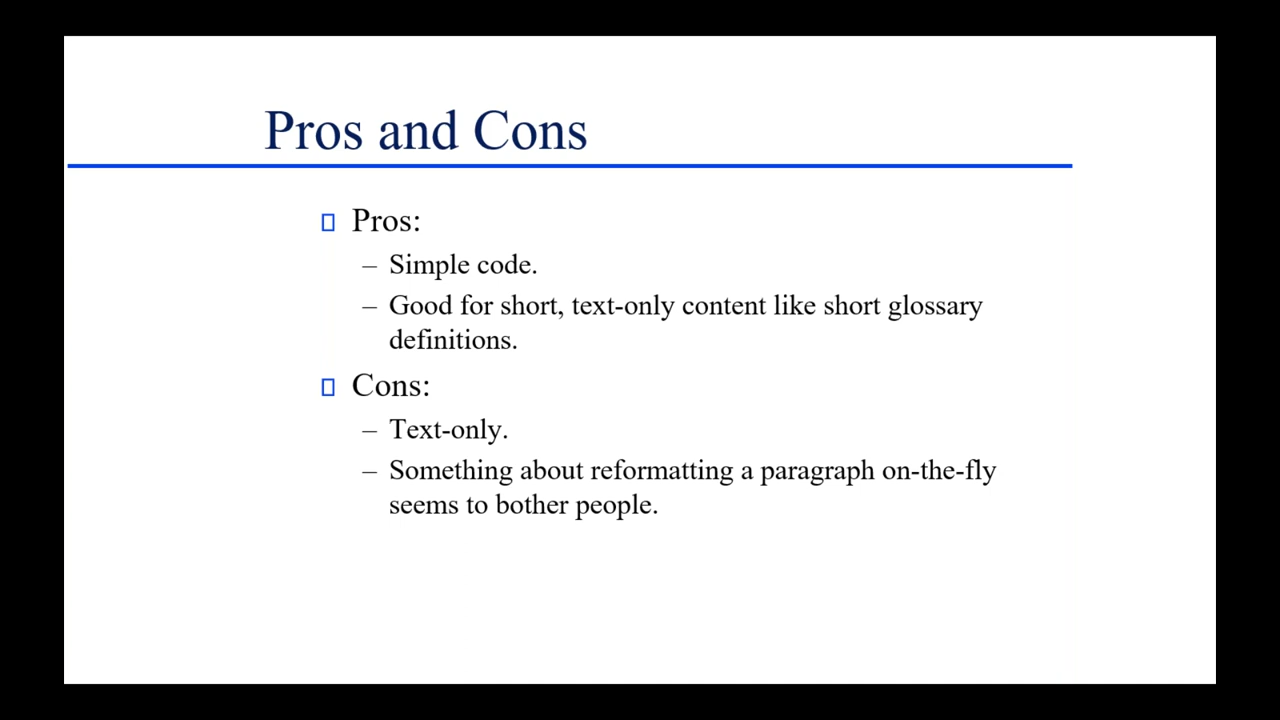 Pros and Cons
Pros:
– Simple code.
– Good for short, text-only content like short glossary
definitions.
Cons:
– Text-only.
– Something about reformatting a paragraph on-the-fly
seems to bother people.